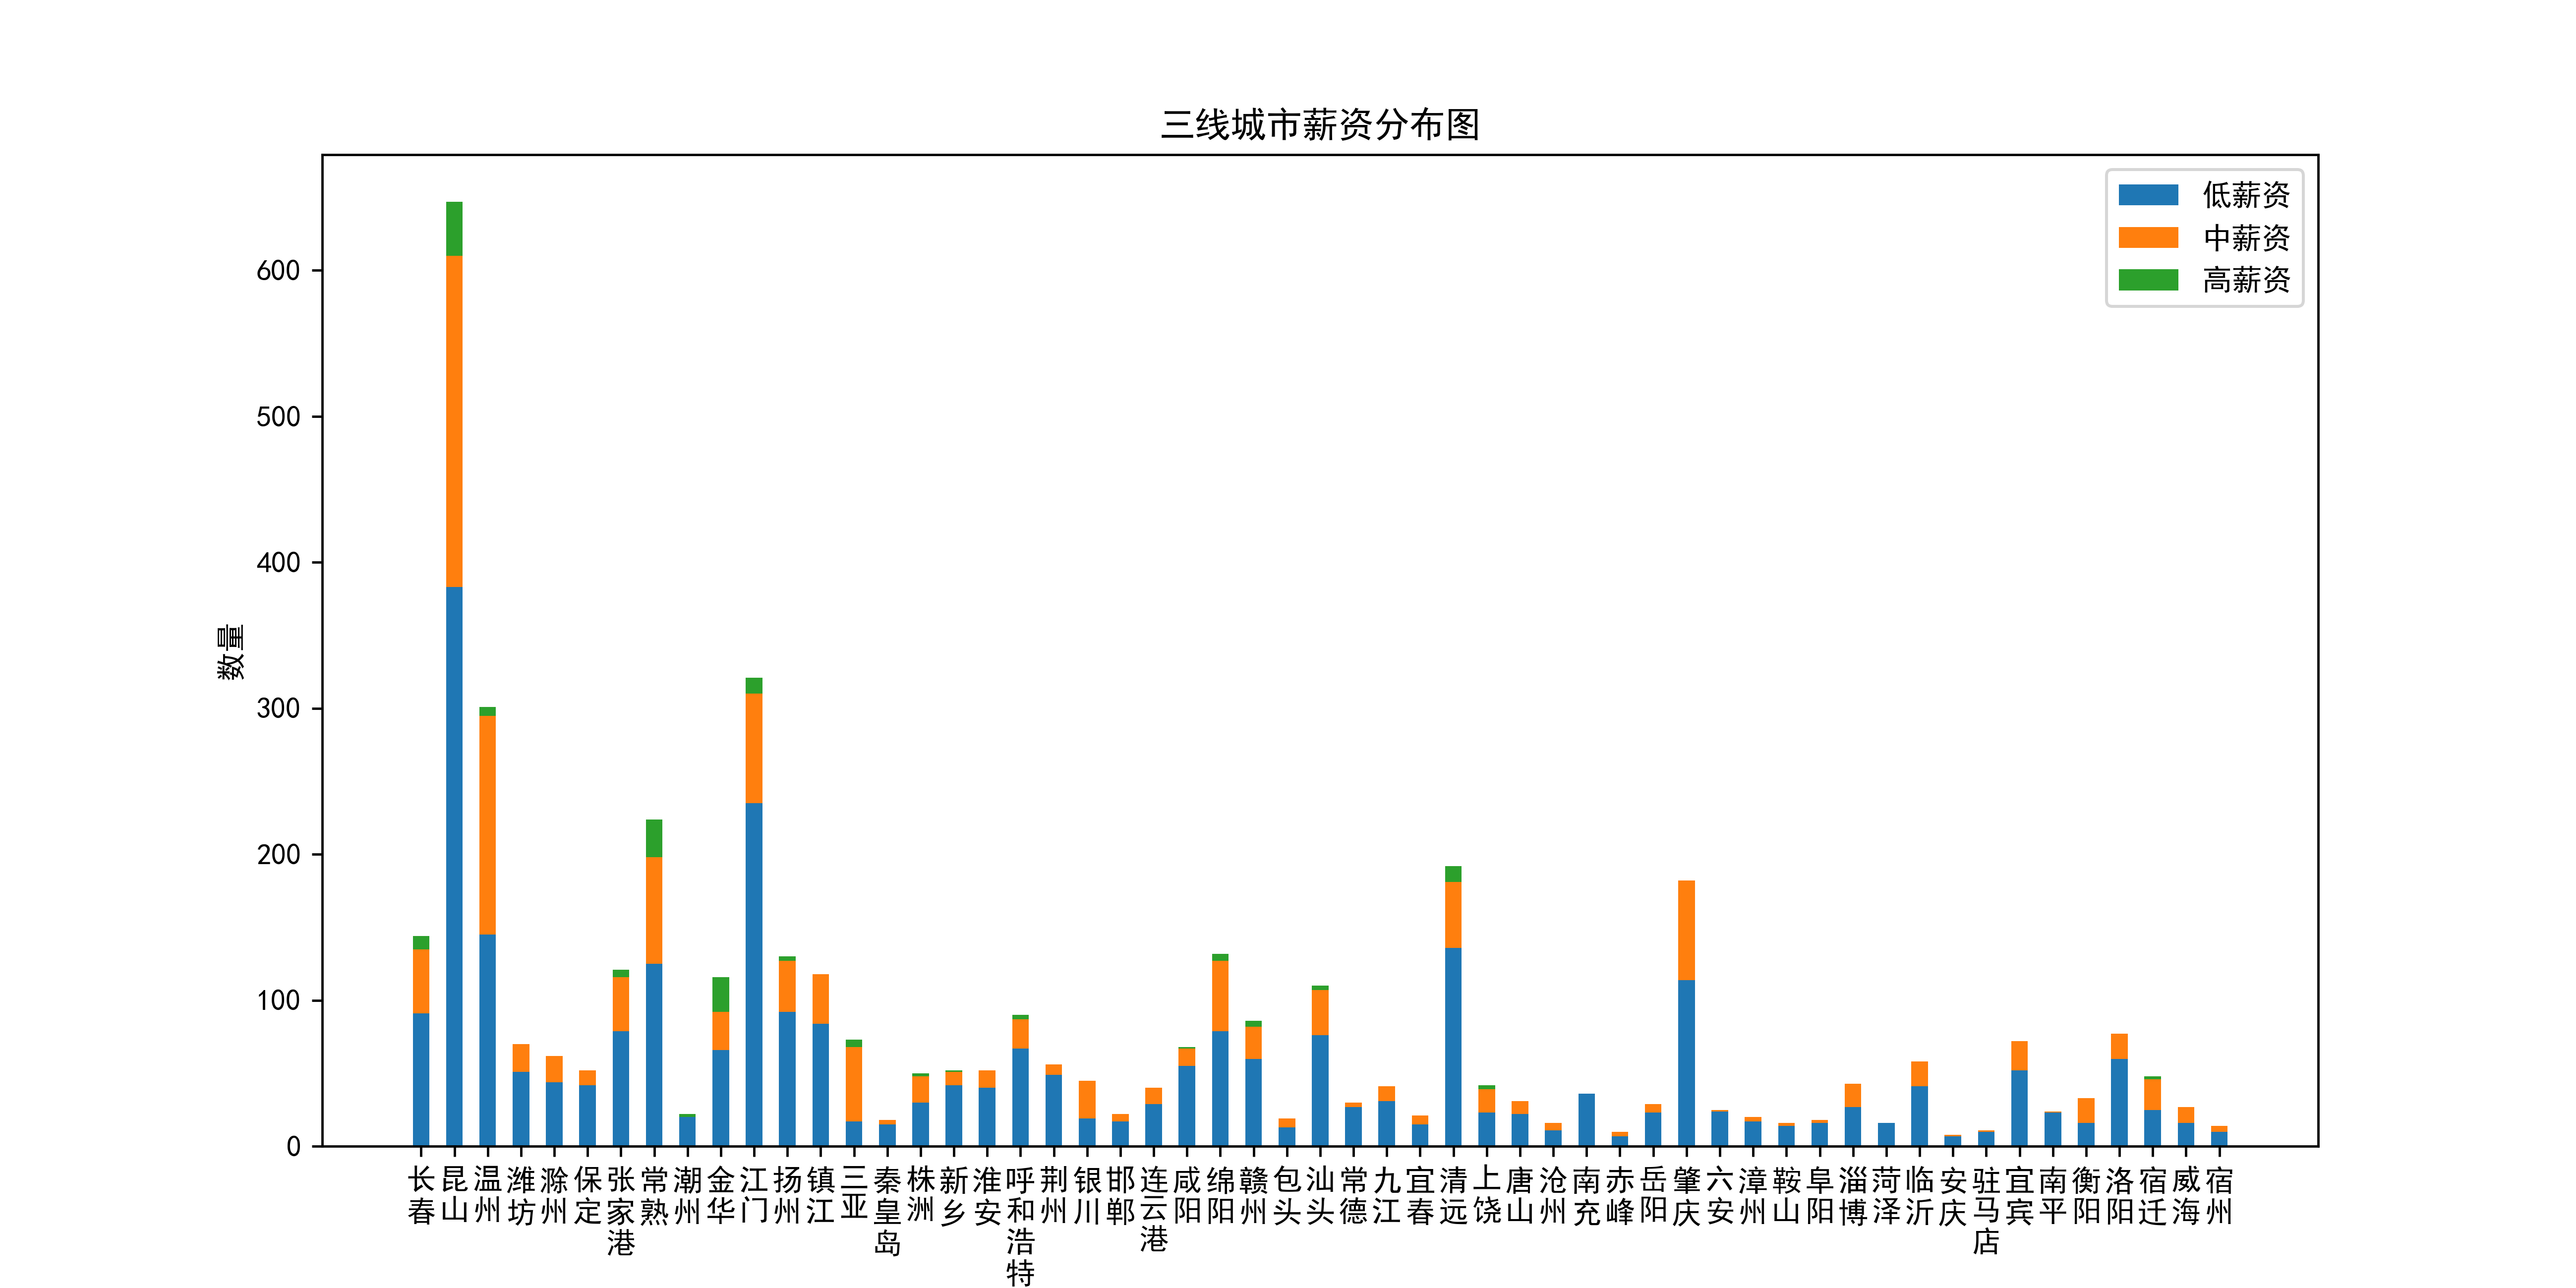 三线城市薪资分布图
低薪资
中薪资
高薪资
数量
600
500
400
300
200
100
0
长春
昆山
温州
潍坊
滁州
保定
张家港
常熟
潮州
金华
江门
扬州
镇江
三亚
秦皇岛
株洲
新乡
淮安
呼和浩特
荆州
银川
邯郸
连云港
咸阳
绵阳
赣州
包头
汕头
常德
九江
宜春
清远
上饶
唐山
沧州
南充
赤峰
岳阳
肇庆
六安
漳州
鞍山
阜阳
淄博
菏泽
临沂
安庆
驻马店
宜宾
南平
衡阳
洛阳
宿迁
威海
宿州